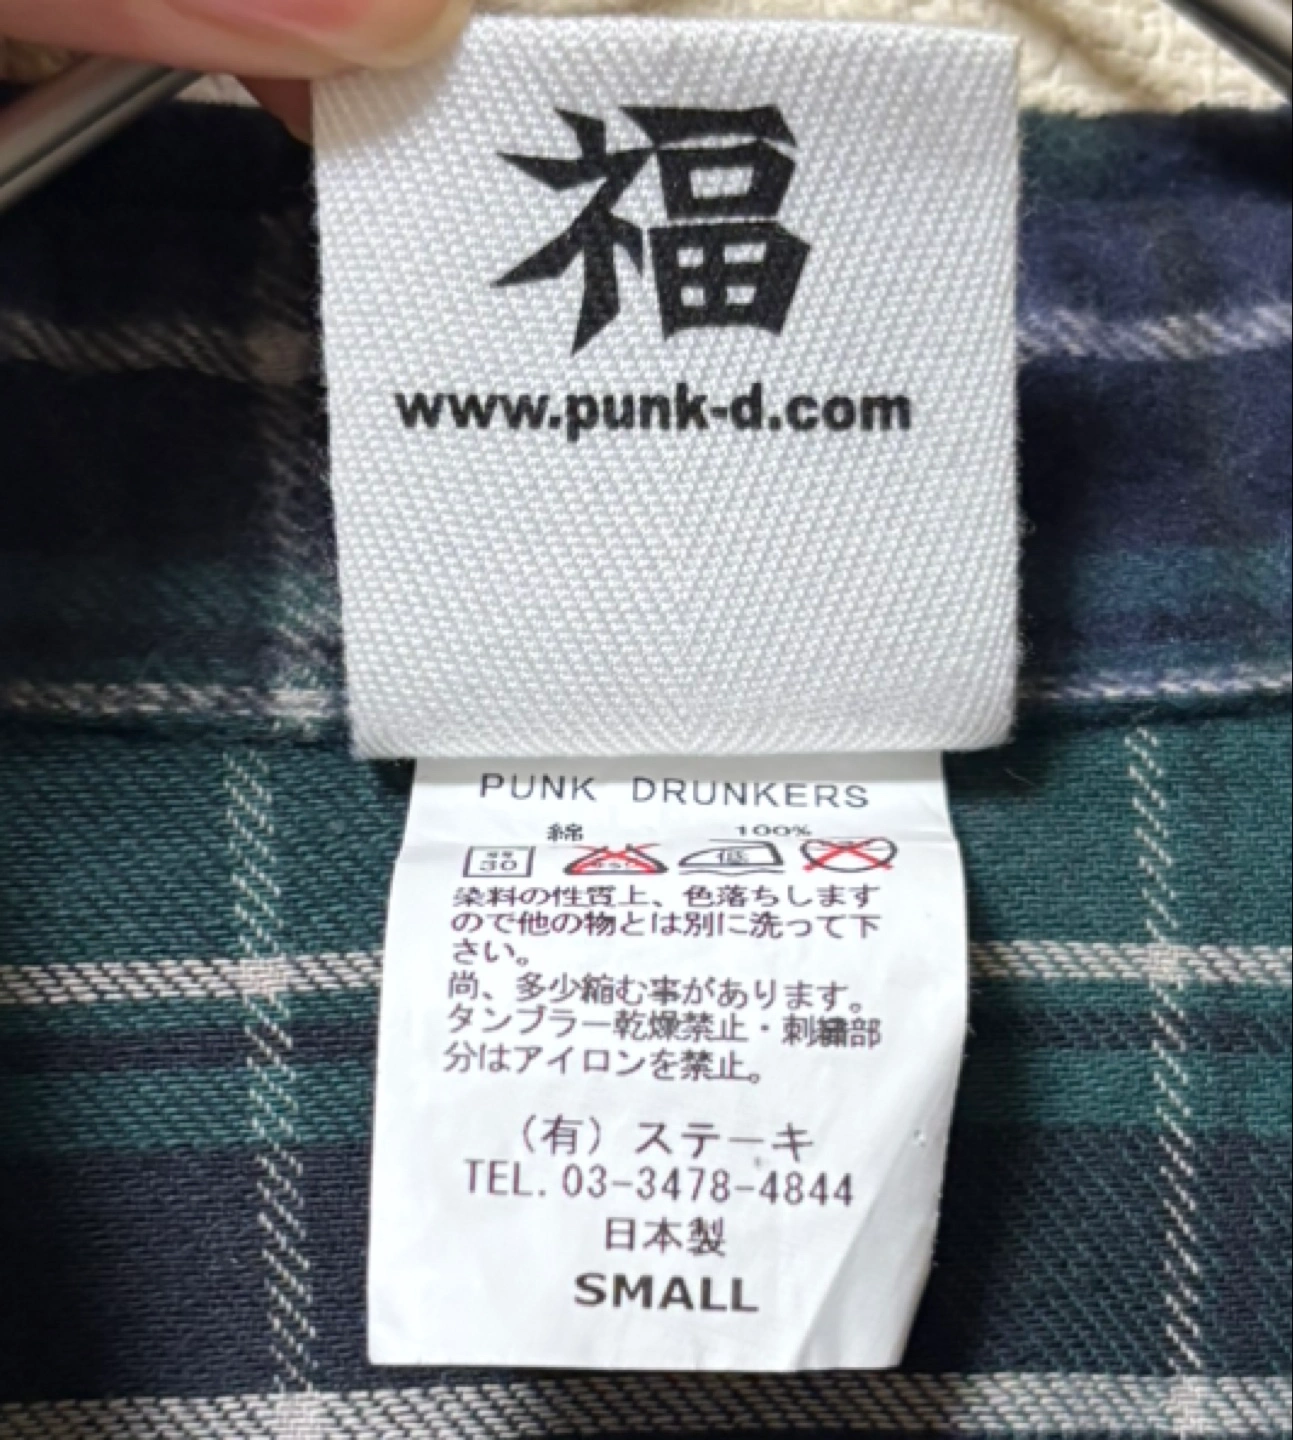 福
www.punk-d.com
PUNK DRUNKERS
綿 100%
30 低
染料の性質上、色落ちします
ので他の物とは別に洗って下
さい。
尚、多少縮む事があります。
タンブラー乾燥禁止・刺繍部
分はアイロンを禁止。
(有)ステーキ
TEL.03-3478-4844
日本製
SMALL